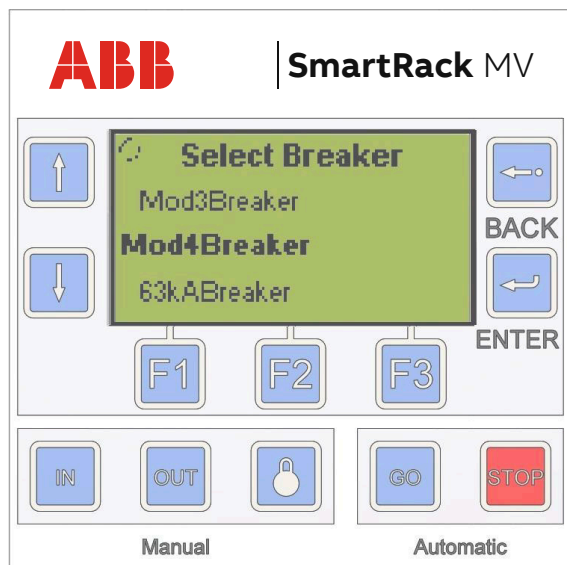 ABB
SmartRack MV
Select Breaker
Mod3Breaker
Mod4Breaker
63kABreaker
BACK
ENTER
F1 F2 F3
IN OUT GO STOP
Manual Automatic